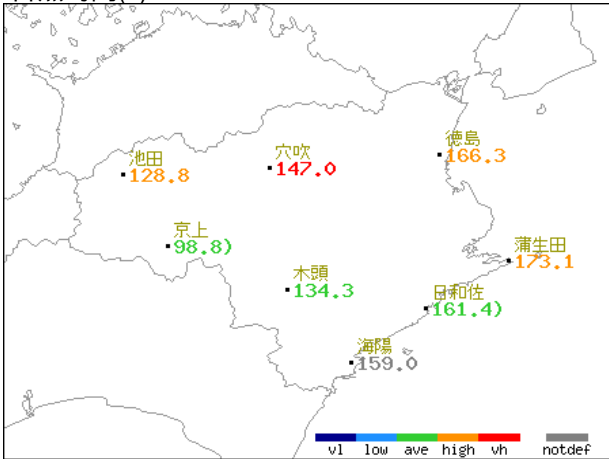 徳島
166.3
穴吹
147.0
池田
128.8
京上
98.8)
蒲生田
173.1
木頭
134.3
日和佐
161.4)
海陽
159.0
vl low ave high vh notdef